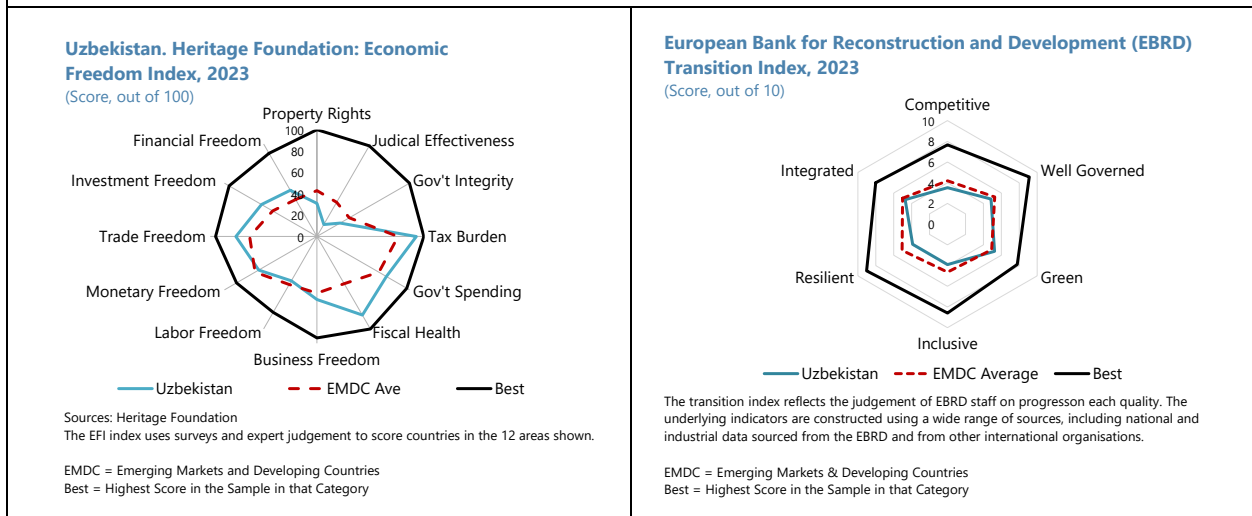 Uzbekistan. Heritage Foundation: Economic
Freedom Index, 2023
(Score, out of 100)
Property Rights
Judical Effectiveness
Gov't Integrity
Tax Burden
Gov't Spending
Fiscal Health
Business Freedom
Labor Freedom
Monetary Freedom
Trade Freedom
Investment Freedom
Financial Freedom
100
80
60
40
20
0
Uzbekistan
EMDC Ave
Best
Sources: Heritage Foundation
The EFI index uses surveys and expert judgement to score countries in the 12 areas shown.
EMDC = Emerging Markets and Developing Countries
Best = Highest Score in the Sample in that Category
European Bank for Reconstruction and Development (EBRD)
Transition Index, 2023
(Score, out of 10)
Competitive
Well Governed
Green
Inclusive
Resilient
Integrated
10
8
6
4
2
0
Uzbekistan
EMDC Average
Best
The transition index reflects the judgement of EBRD staff on progresson each quality. The
underlying indicators are constructed using a wide range of sources, including national and
industrial data sourced from the EBRD and from other international organisations.
EMDC = Emerging Markets & Developing Countries
Best = Highest Score in the Sample in that Category